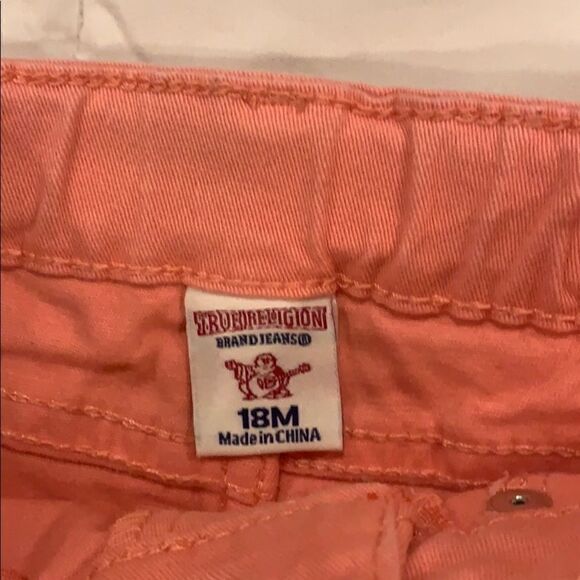 TRUE RELIGION
BRAND JEANS®
18M
Made in CHINA